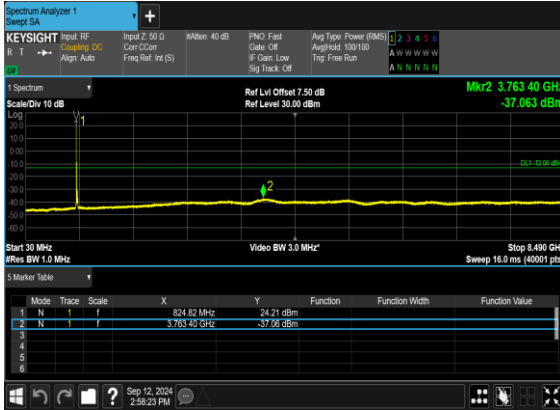 Spectrum Analyzer 1
Swept SA
+
KEYSIGHT
R T
Input: RF
Coupling: DC
Align: Auto
Input Z: 50 Ω
Corr CCorr
Freq Ref: Int (S)
#Atten: 40 dB
PNO: Fast
Gate: Off
IF Gain: Low
Sig Track: Off
Avg Type: Power (RMS)
Avg|Hold: 100/100
Trig: Free Run
1 2 3 4 5 6
A W W W W W
A N N N N N
1 Spectrum
Scale/Div 10 dB
Ref Lvl Offset 7.50 dB
Ref Level 30.00 dBm
Mkr2 3.763 40 GHz
-37.063 dBm
Log
20.0
10.0
0.00
-10.0
-20.0
-30.0
-40.0
-50.0
-60.0
1
2
DL1 -13.00 dBm
Start 30 MHz
#Res BW 1.0 MHz
Video BW 3.0 MHz*
Stop 8.490 GHz
Sweep 16.0 ms (40001 pts)
5 Marker Table
Mode Trace Scale X Y Function Function Width Function Value
1 N 1 f 824.82 MHz 24.21 dBm
2 N 1 f 3.763 40 GHz -37.06 dBm
3
4
5
6
?
Sep 12, 2024
2:58:23 PM